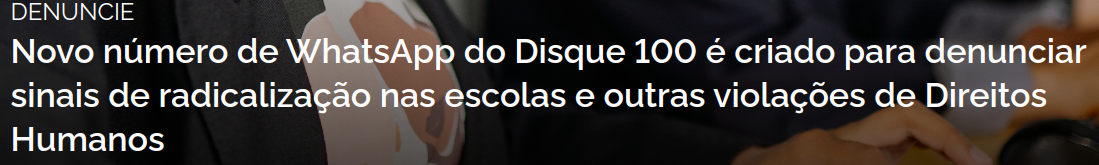 DENUNCIE
Novo número de WhatsApp do Disque 100 é criado para denunciar
sinais de radicalização nas escolas e outras violações de Direitos
Humanos